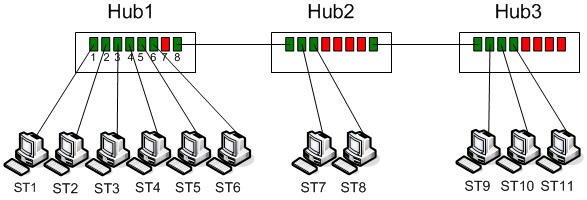 Hub1 Hub2 Hub3
1 2 3 4 5 6 7 8
ST1 ST2 ST3 ST4 ST5 ST6 ST7 ST8 ST9 ST10 ST11